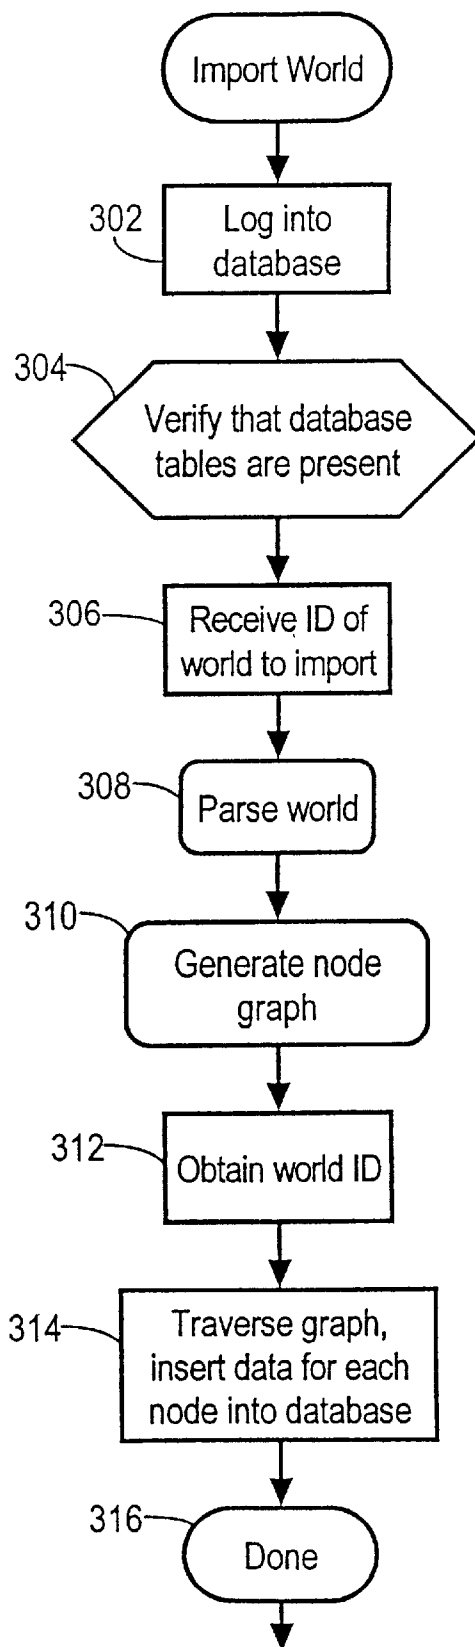 Import World
302
Log into
database
304
Verify that database
tables are present
306
Receive ID of
world to import
308
Parse world
310
Generate node
graph
312
Obtain world ID
314
Traverse graph,
insert data for each
node into database
316
Done